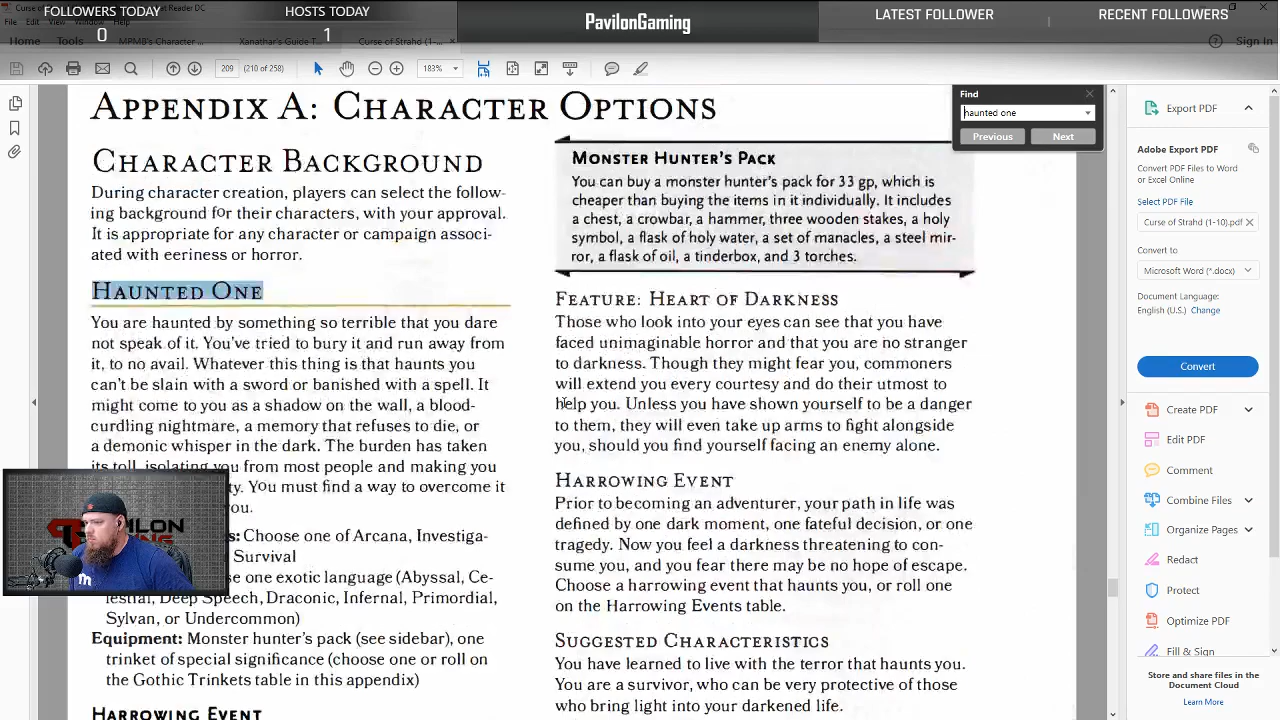 FOLLOWERS TODAY
0
HOSTS TODAY
1
PavilonGaming
LATEST FOLLOWER
RECENT FOLLOWERS
Home Tools MPMB's Character ... Xanathar's Guide T... Curse of Strahd (1-... Sign In
209 (210 of 258) 183%
Find
haunted one
Previous Next
APPENDIX A: CHARACTER OPTIONS
CHARACTER BACKGROUND
During character creation, players can select the follow-
ing background for their characters, with your approval.
It is appropriate for any character or campaign associ-
ated with eeriness or horror.
HAUNTED ONE
You are haunted by something so terrible that you dare
not speak of it. You've tried to bury it and run away from
it, to no avail. Whatever this thing is that haunts you
can't be slain with a sword or banished with a spell. It
might come to you as a shadow on the wall, a blood-
curdling nightmare, a memory that refuses to die, or
a demonic whisper in the dark. The burden has taken
its toll, isolating you from most people and making you
You must find a way to overcome it
you.
Choose one of Arcana, Investiga-
Survival
one exotic language (Abyssal, Ce-
lestial, Deep Speech, Draconic, Infernal, Primordial,
Sylvan, or Undercommon)
Equipment: Monster hunter's pack (see sidebar), one
trinket of special significance (choose one or roll on
the Gothic Trinkets table in this appendix)
HARROWING EVENT
MONSTER HUNTER'S PACK
You can buy a monster hunter's pack for 33 gp, which is
cheaper than buying the items in it individually. It includes
a chest, a crowbar, a hammer, three wooden stakes, a holy
symbol, a flask of holy water, a set of manacles, a steel mir-
ror, a flask of oil, a tinderbox, and 3 torches.
FEATURE: HEART OF DARKNESS
Those who look into your eyes can see that you have
faced unimaginable horror and that you are no stranger
to darkness. Though they might fear you, commoners
will extend you every courtesy and do their utmost to
help you. Unless you have shown yourself to be a danger
to them, they will even take up arms to fight alongside
you, should you find yourself facing an enemy alone.
HARROWING EVENT
Prior to becoming an adventurer, your path in life was
defined by one dark moment, one fateful decision, or one
tragedy. Now you feel a darkness threatening to con-
sume you, and you fear there may be no hope of escape.
Choose a harrowing event that haunts you, or roll one
on the Harrowing Events table.
SUGGESTED CHARACTERISTICS
You have learned to live with the terror that haunts you.
You are a survivor, who can be very protective of those
who bring light into your darkened life.
Export PDF
Adobe Export PDF
Convert PDF Files to Word
or Excel Online
Select PDF File
Curse of Strahd (1-10).pdf
Convert to
Microsoft Word (*.docx)
Document Language:
English (U.S.) Change
Convert
Create PDF
Edit PDF
Comment
Combine Files
Organize Pages
Redact
Protect
Optimize PDF
Fill & Sign
Store and share files in the
Document Cloud
Learn More